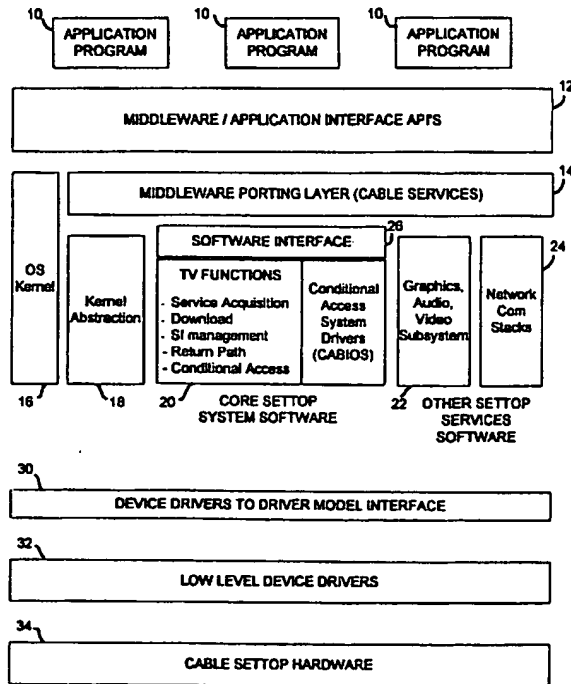 10 10 10
APPLICATION PROGRAM
APPLICATION PROGRAM
APPLICATION PROGRAM
12
MIDDLEWARE / APPLICATION INTERFACE API'S
14
MIDDLEWARE PORTING LAYER (CABLE SERVICES)
26
SOFTWARE INTERFACE
24
OS
Kernel
Kernel
Abstraction
TV FUNCTIONS
- Service Acquisition
- Download
- SI management
- Return Path
- Conditional Access
Conditional
Access
System
Drivers
(CABIOS)
Graphics,
Audio,
Video
Subsystem
Network
Com
Stacks
16 18 20
CORE SETTOP
SYSTEM SOFTWARE
22
OTHER SETTOP
SERVICES
SOFTWARE
30
DEVICE DRIVERS TO DRIVER MODEL INTERFACE
32
LOW LEVEL DEVICE DRIVERS
34
CABLE SETTOP HARDWARE